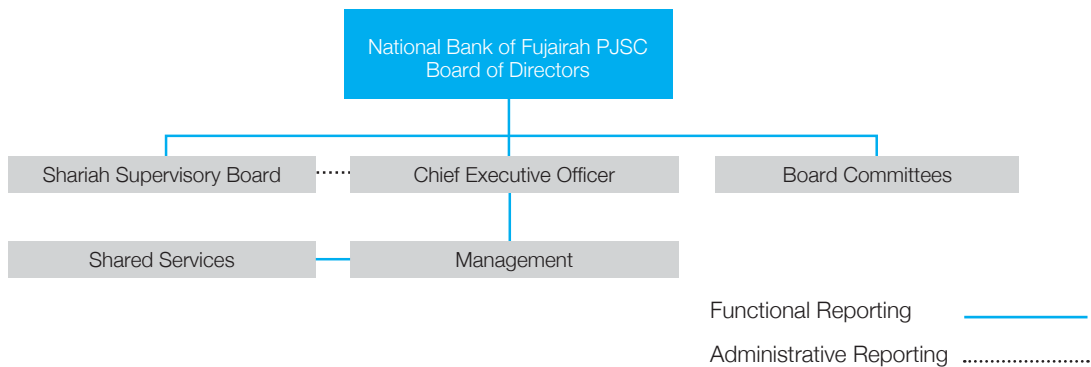 National Bank of Fujairah PJSC
Board of Directors
Shariah Supervisory Board
Chief Executive Officer
Board Committees
Shared Services
Management
Functional Reporting
Administrative Reporting